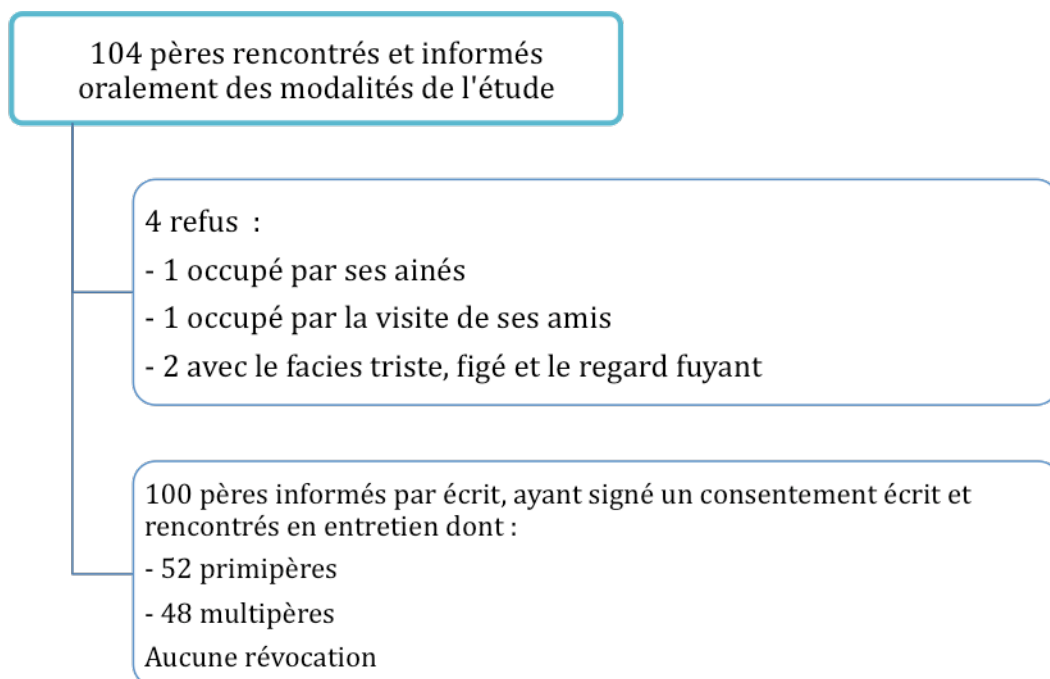 104 pères rencontrés et informés
oralement des modalités de l'étude
4 refus :
- 1 occupé par ses ainés
- 1 occupé par la visite de ses amis
- 2 avec le facies triste, figé et le regard fuyant
100 pères informés par écrit, ayant signé un consentement écrit et
rencontrés en entretien dont :
- 52 primipères
- 48 multipères
Aucune révocation